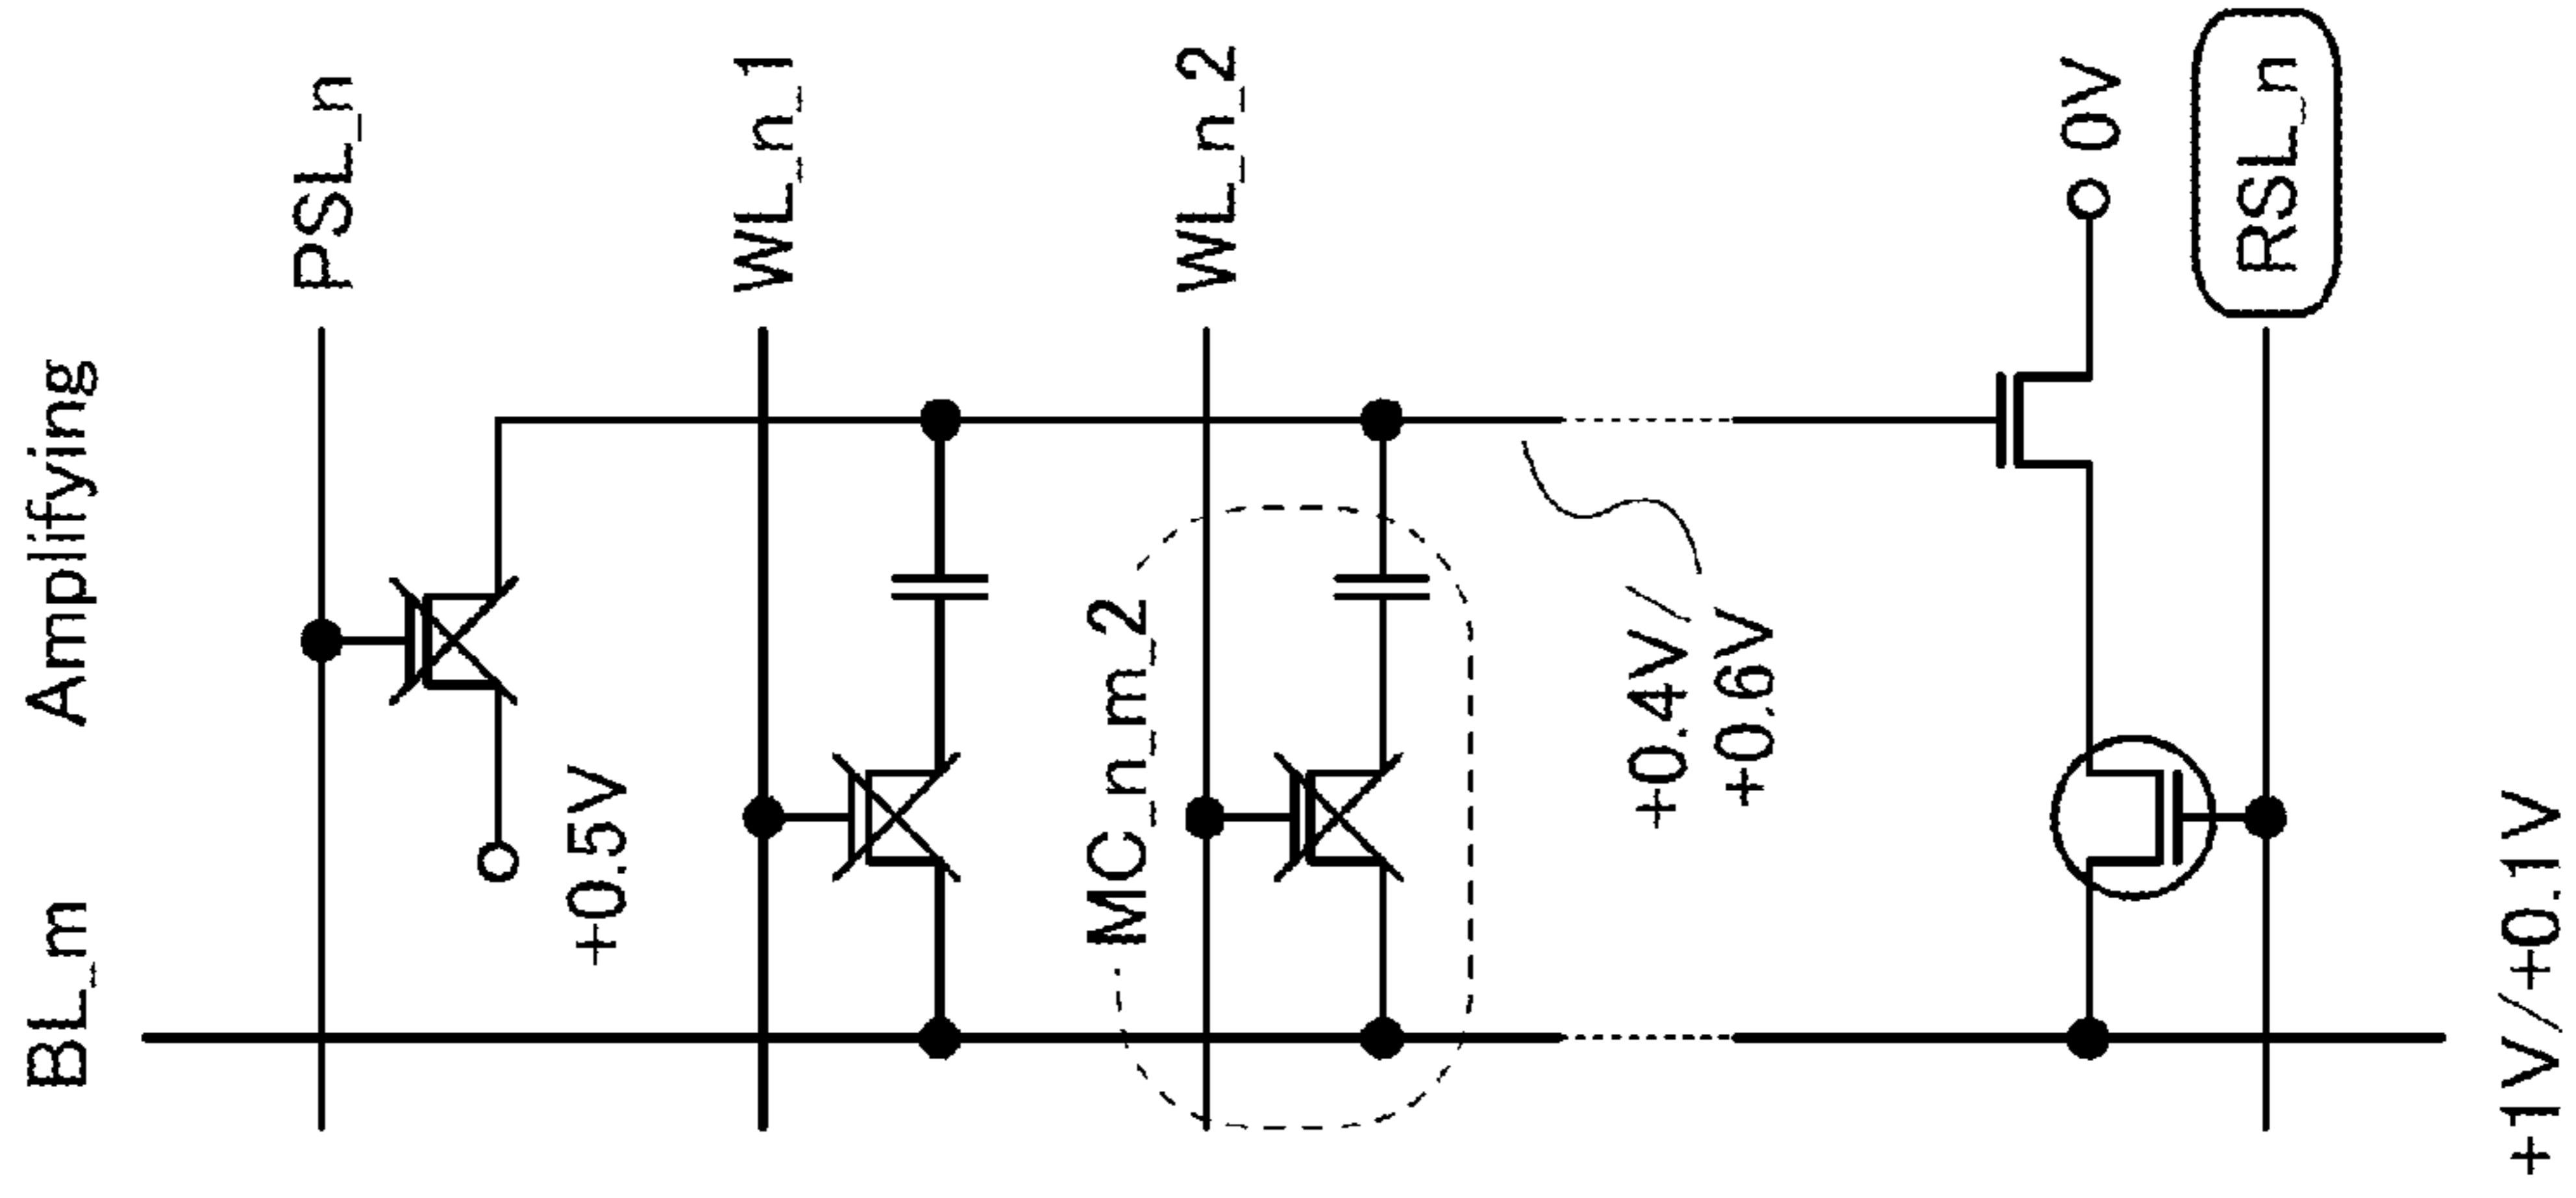 Amplifying
BL_m
PSL_n
+0.5V
WL_n_1
MC_n_m_2
WL_n_2
+0.4V/
+0.6V
0V
RSL_n
+1V/+0.1V